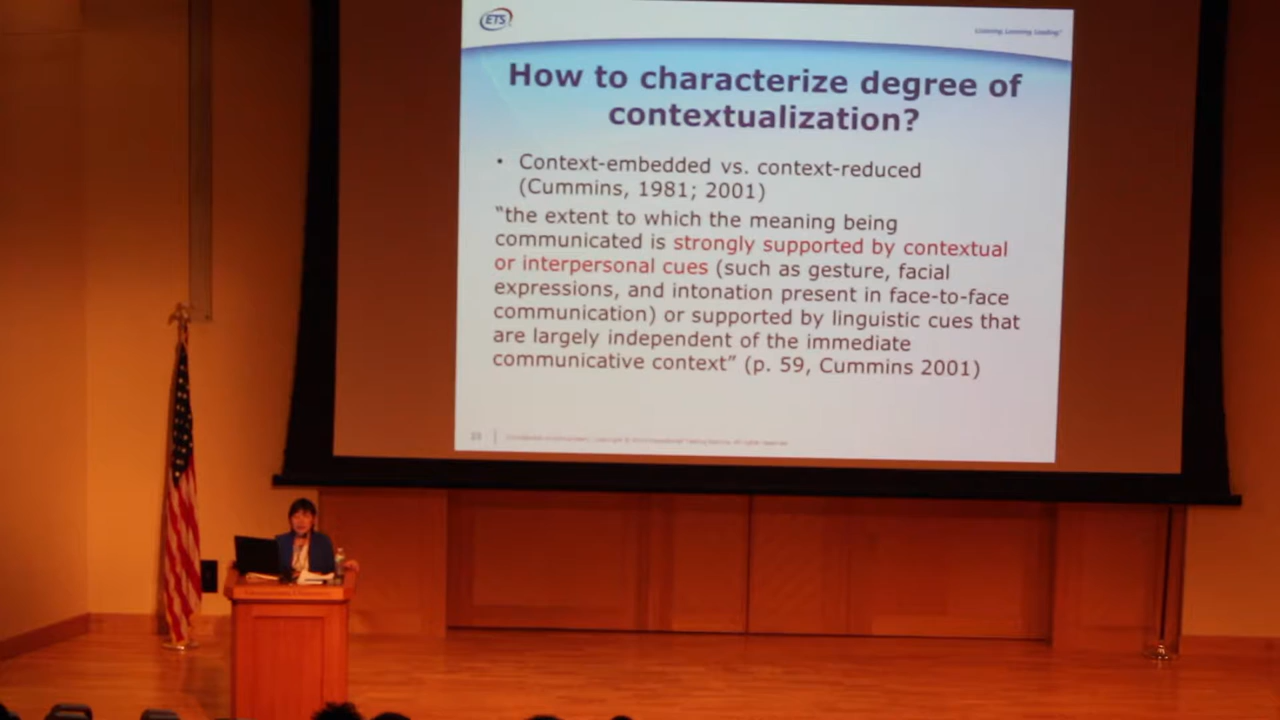 ETS
Listening. Learning. Leading.
How to characterize degree of
contextualization?
• Context-embedded vs. context-reduced
(Cummins, 1981; 2001)
“the extent to which the meaning being
communicated is strongly supported by contextual
or interpersonal cues (such as gesture, facial
expressions, and intonation present in face-to-face
communication) or supported by linguistic cues that
are largely independent of the immediate
communicative context” (p. 59, Cummins 2001)